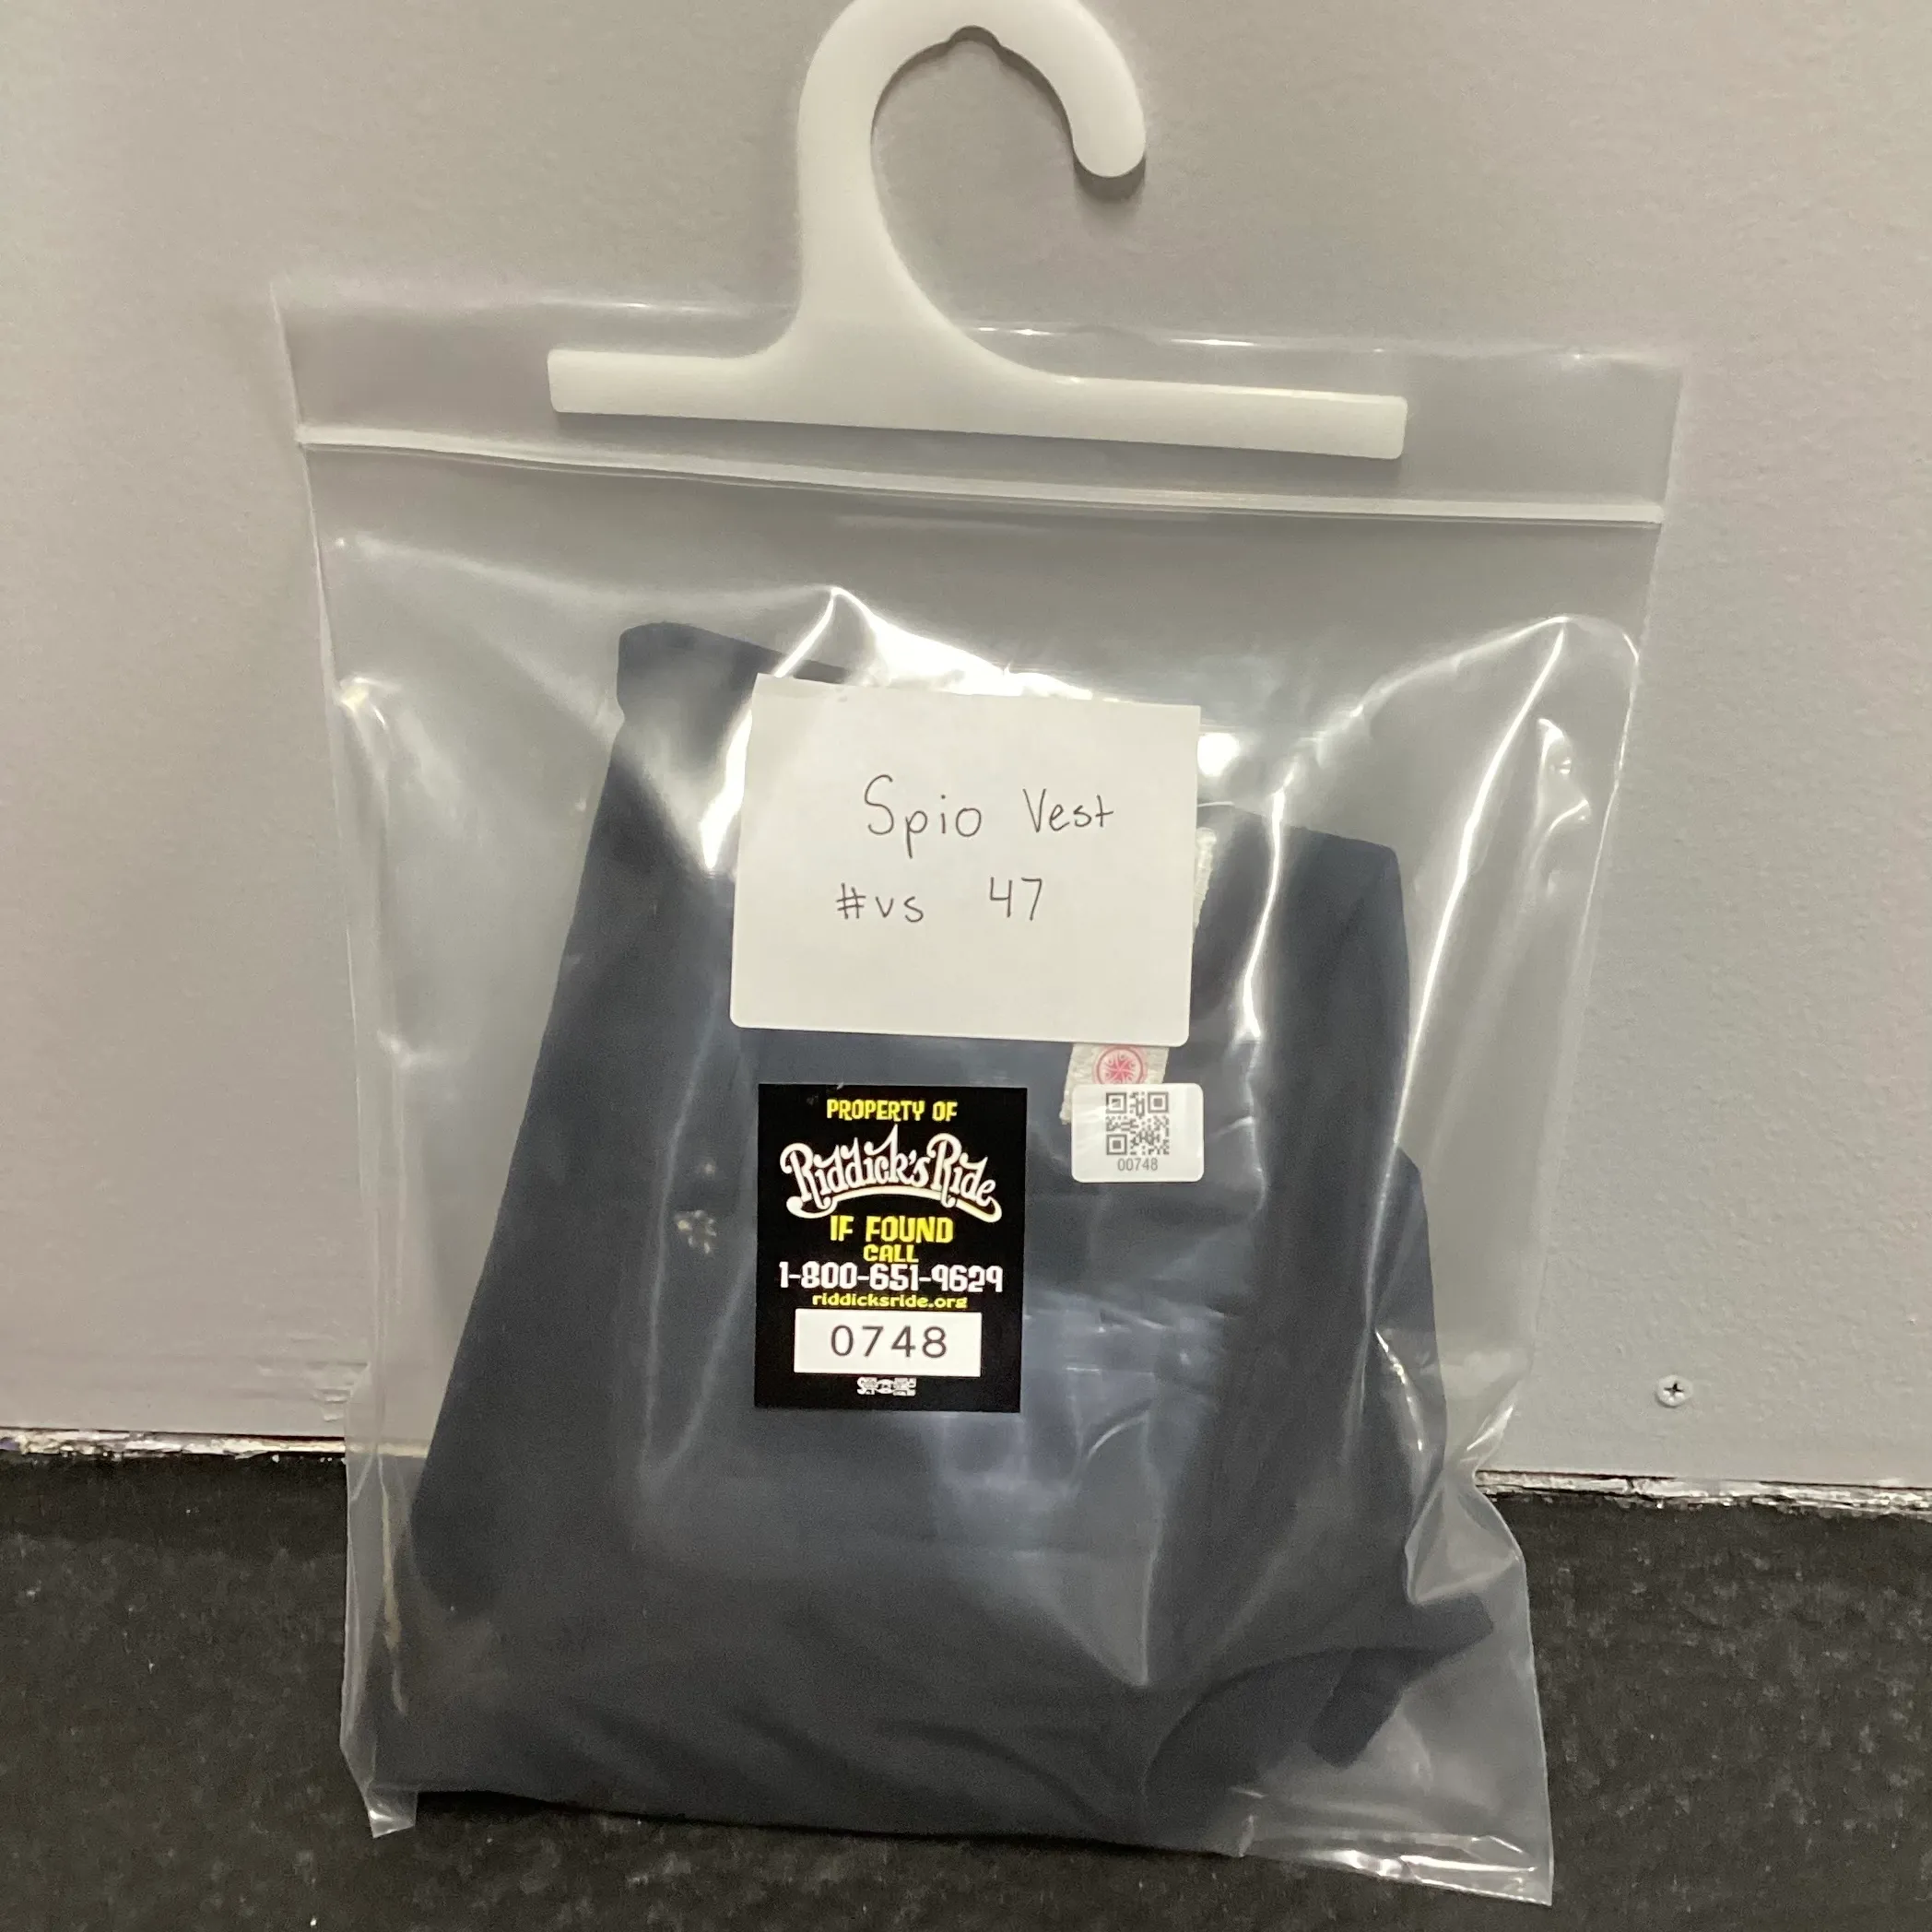 Spio Vest
#vs 47
PROPERTY OF
Riddick's Ride
IF FOUND
CALL
1-800-651-9629
riddicksride.org
0748
00748